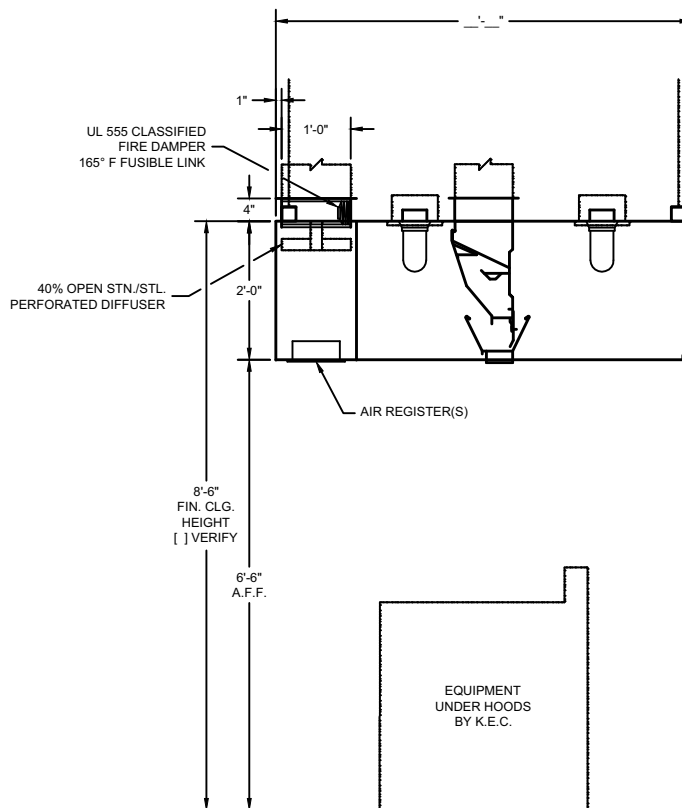 __'-__"
1"
1'-0"
UL 555 CLASSIFIED
FIRE DAMPER
165° F FUSIBLE LINK
4"
40% OPEN STN./STL.
PERFORATED DIFFUSER
2'-0"
AIR REGISTER(S)
8'-6"
FIN. CLG.
HEIGHT
[ ] VERIFY
6'-6"
A.F.F.
EQUIPMENT
UNDER HOODS
BY K.E.C.